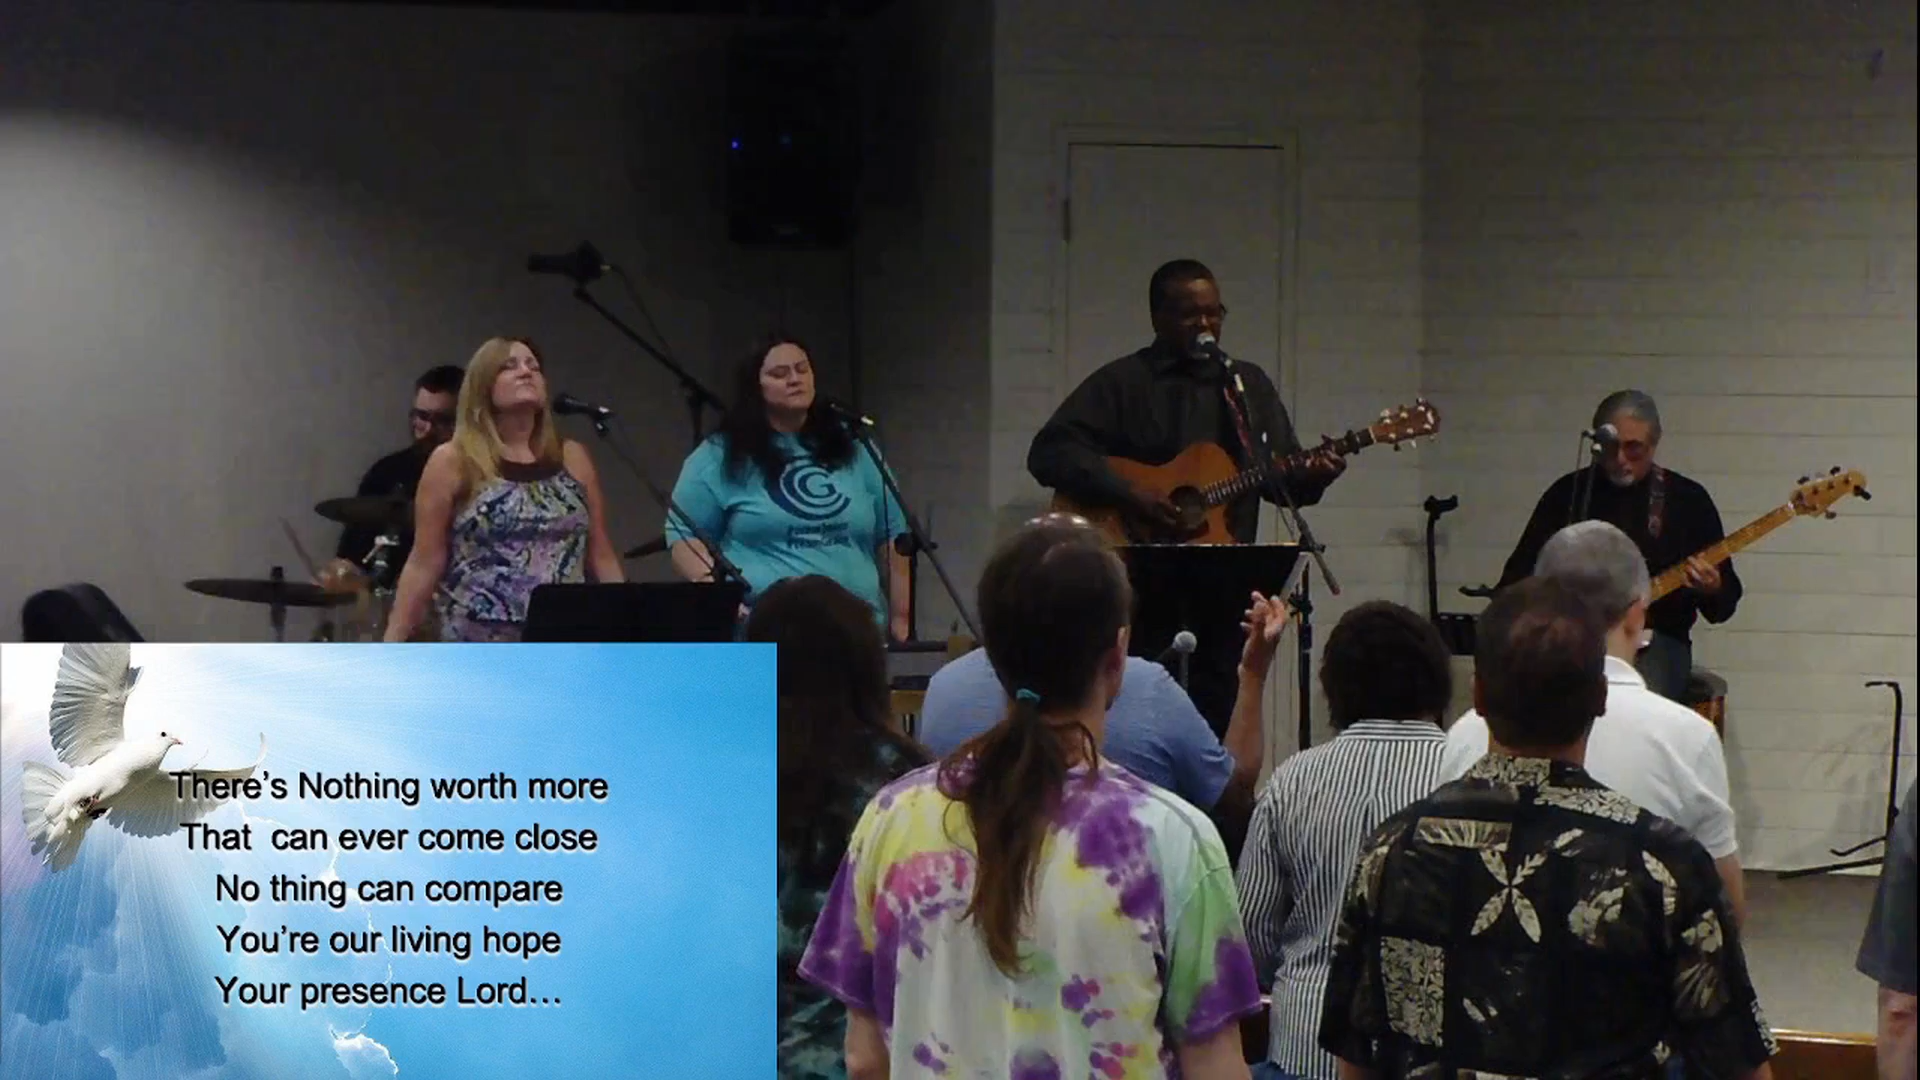 There's Nothing worth more
That  can ever come close
No thing can compare
You're our living hope
Your presence Lord...